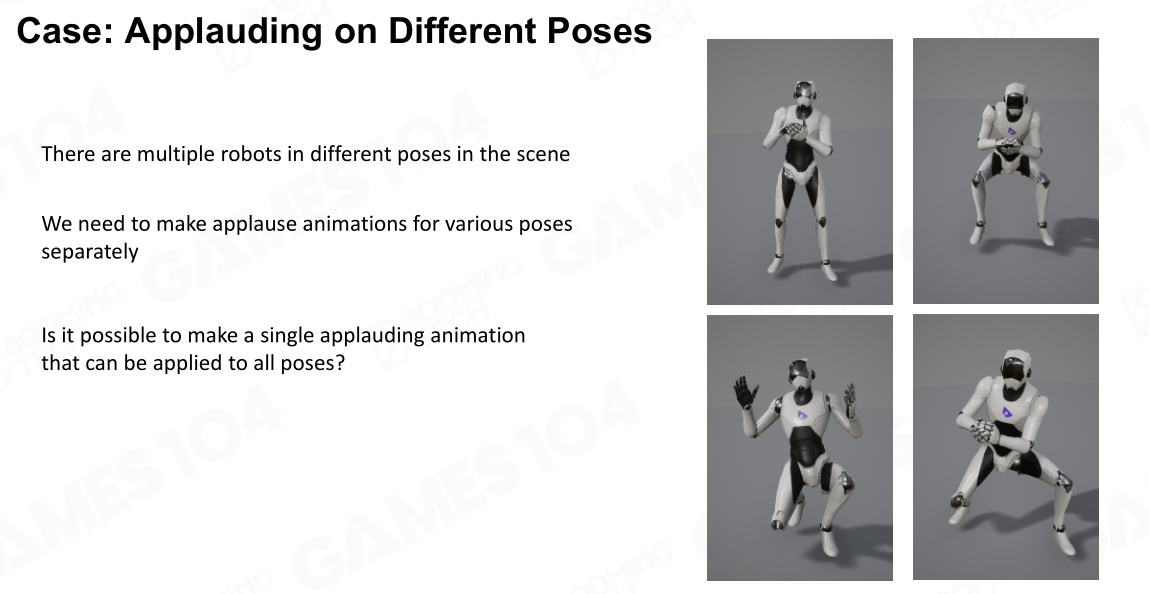 Case: Applauding on Different Poses
There are multiple robots in different poses in the scene
We need to make applause animations for various poses
separately
Is it possible to make a single applauding animation
that can be applied to all poses?
GAMES104
BOOMING
TECH